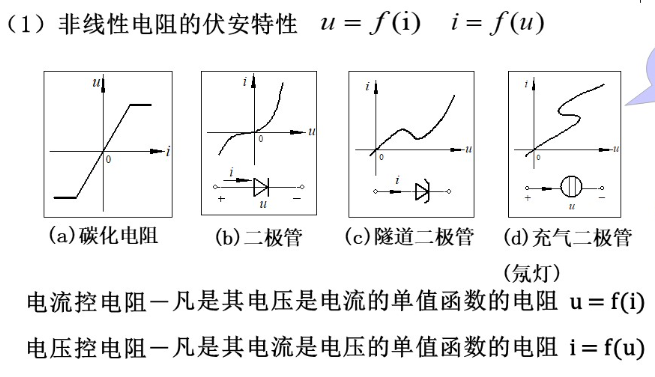 （1）非线性电阻的伏安特性 u = f(i) i = f(u)
u
i
0
i
u
0
i
+ u −
i
u
0
i
i
u
0
+ u −
(a)碳化电阻 (b)二极管 (c)隧道二极管 (d)充气二极管
(氖灯)
电流控电阻－凡是其电压是电流的单值函数的电阻 u = f(i)
电压控电阻－凡是其电流是电压的单值函数的电阻 i = f(u)